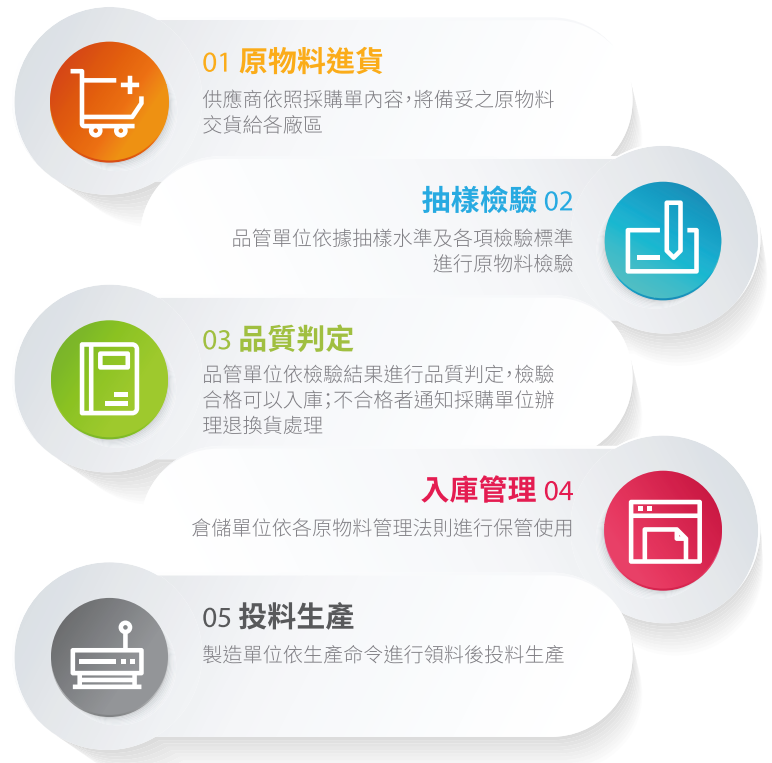 01 原物料進貨
供應商依照採購單內容，將備妥之原物料
交貨給各廠區
抽樣檢驗 02
品管單位依據抽樣水準及各項檢驗標準
進行原物料檢驗
03 品質判定
品管單位依檢驗結果進行品質判定，檢驗
合格可以入庫；不合格者通知採購單位辦
理退換貨處理
入庫管理 04
倉儲單位依各原物料管理法則進行保管使用
05 投料生產
製造單位依生產命令進行領料後投料生產